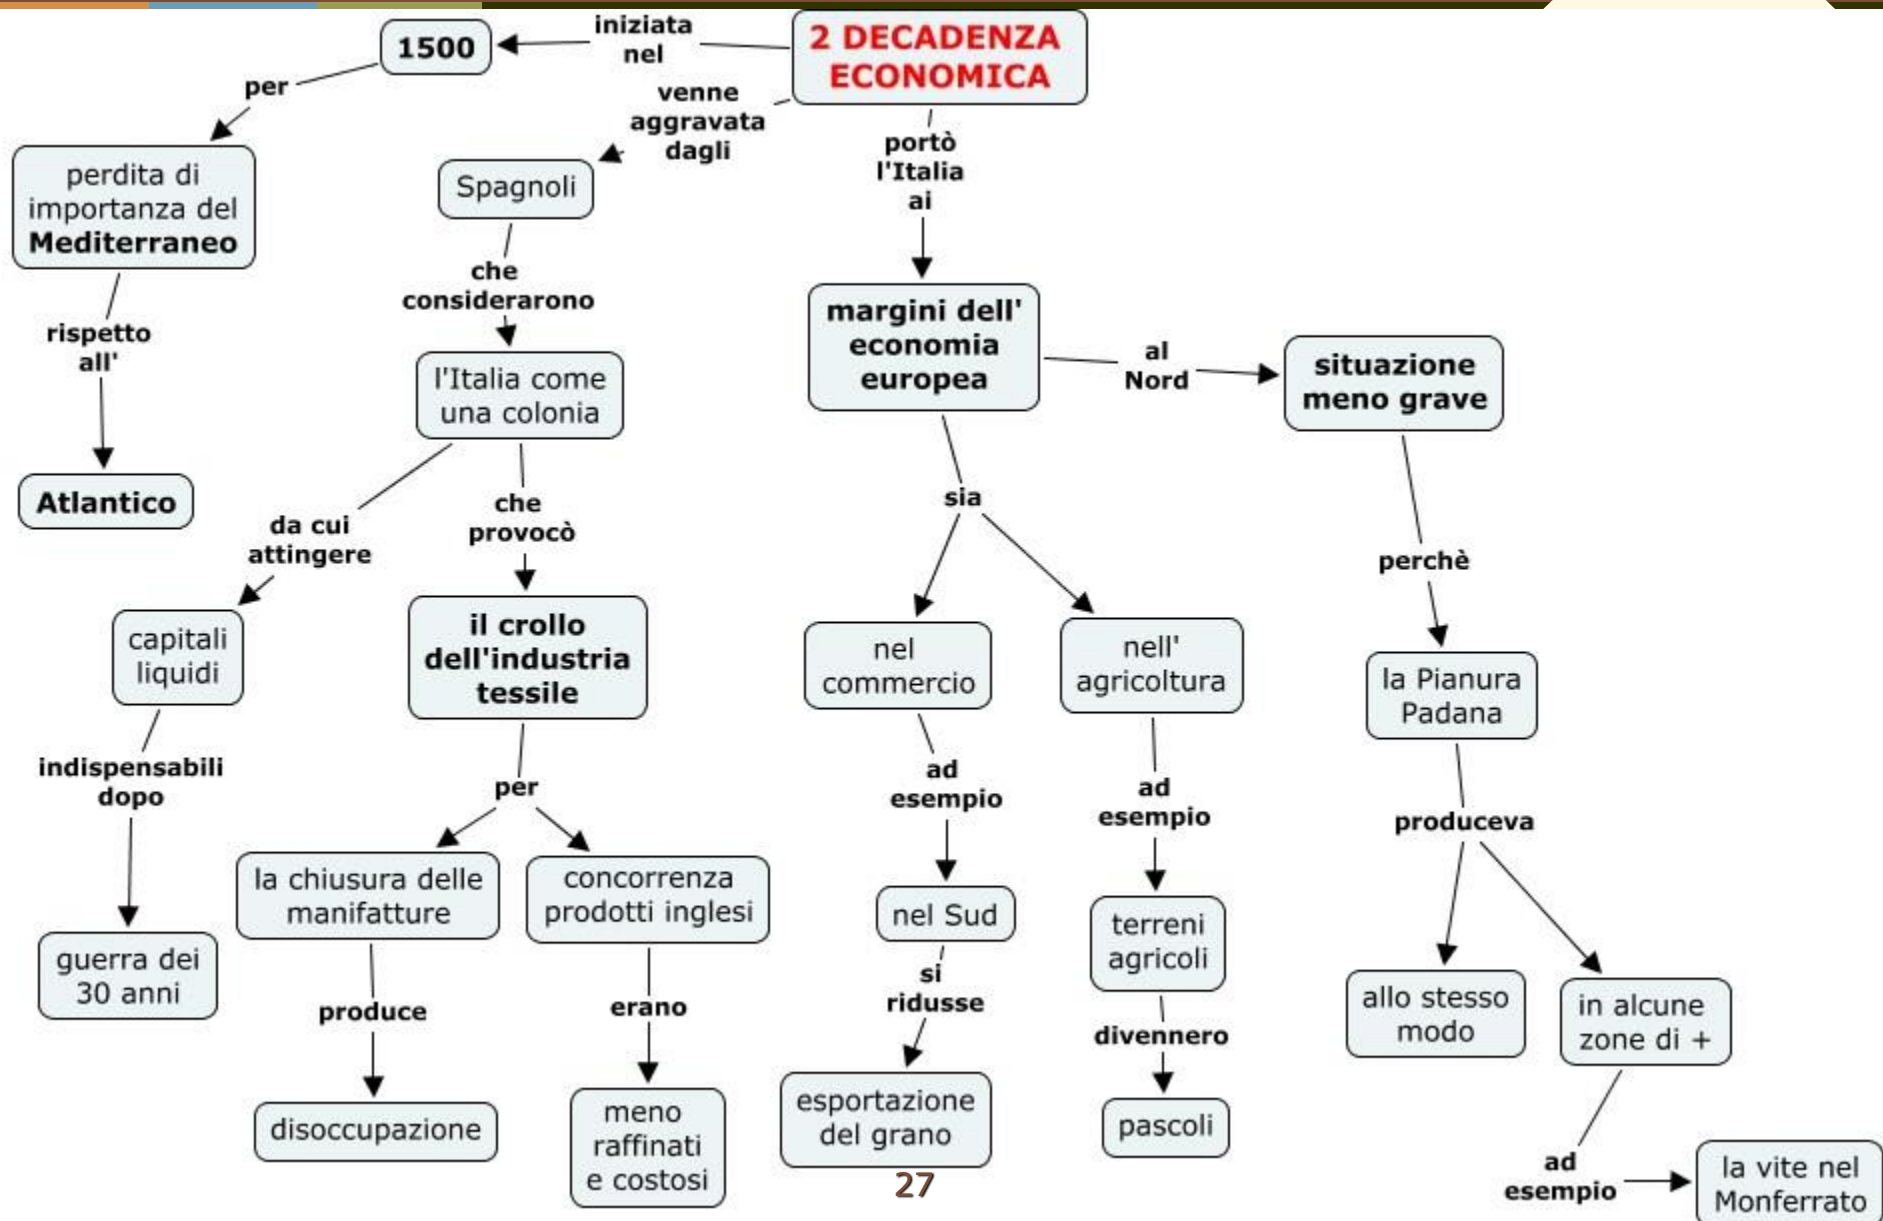 2 DECADENZA
ECONOMICA
iniziata
nel
1500
per
perdita di
importanza del
Mediterraneo
rispetto
all'
Atlantico
venne
aggravata
dagli
Spagnoli
che
considerarono
l'Italia come
una colonia
da cui
attingere
capitali
liquidi
indispensabili
dopo
guerra dei
30 anni
che
provocò
il crollo
dell'industria
tessile
per
la chiusura delle
manifatture
produce
disoccupazione
concorrenza
prodotti inglesi
erano
meno
raffinati
e costosi
portò
l'Italia
ai
margini dell'
economia
europea
sia
nel
commercio
ad
esempio
nel Sud
si
ridusse
esportazione
del grano
nell'
agricoltura
ad
esempio
terreni
agricoli
divennero
pascoli
al
Nord
situazione
meno grave
perchè
la Pianura
Padana
produceva
allo stesso
modo
in alcune
zone di +
ad
esempio
la vite nel
Monferrato
27